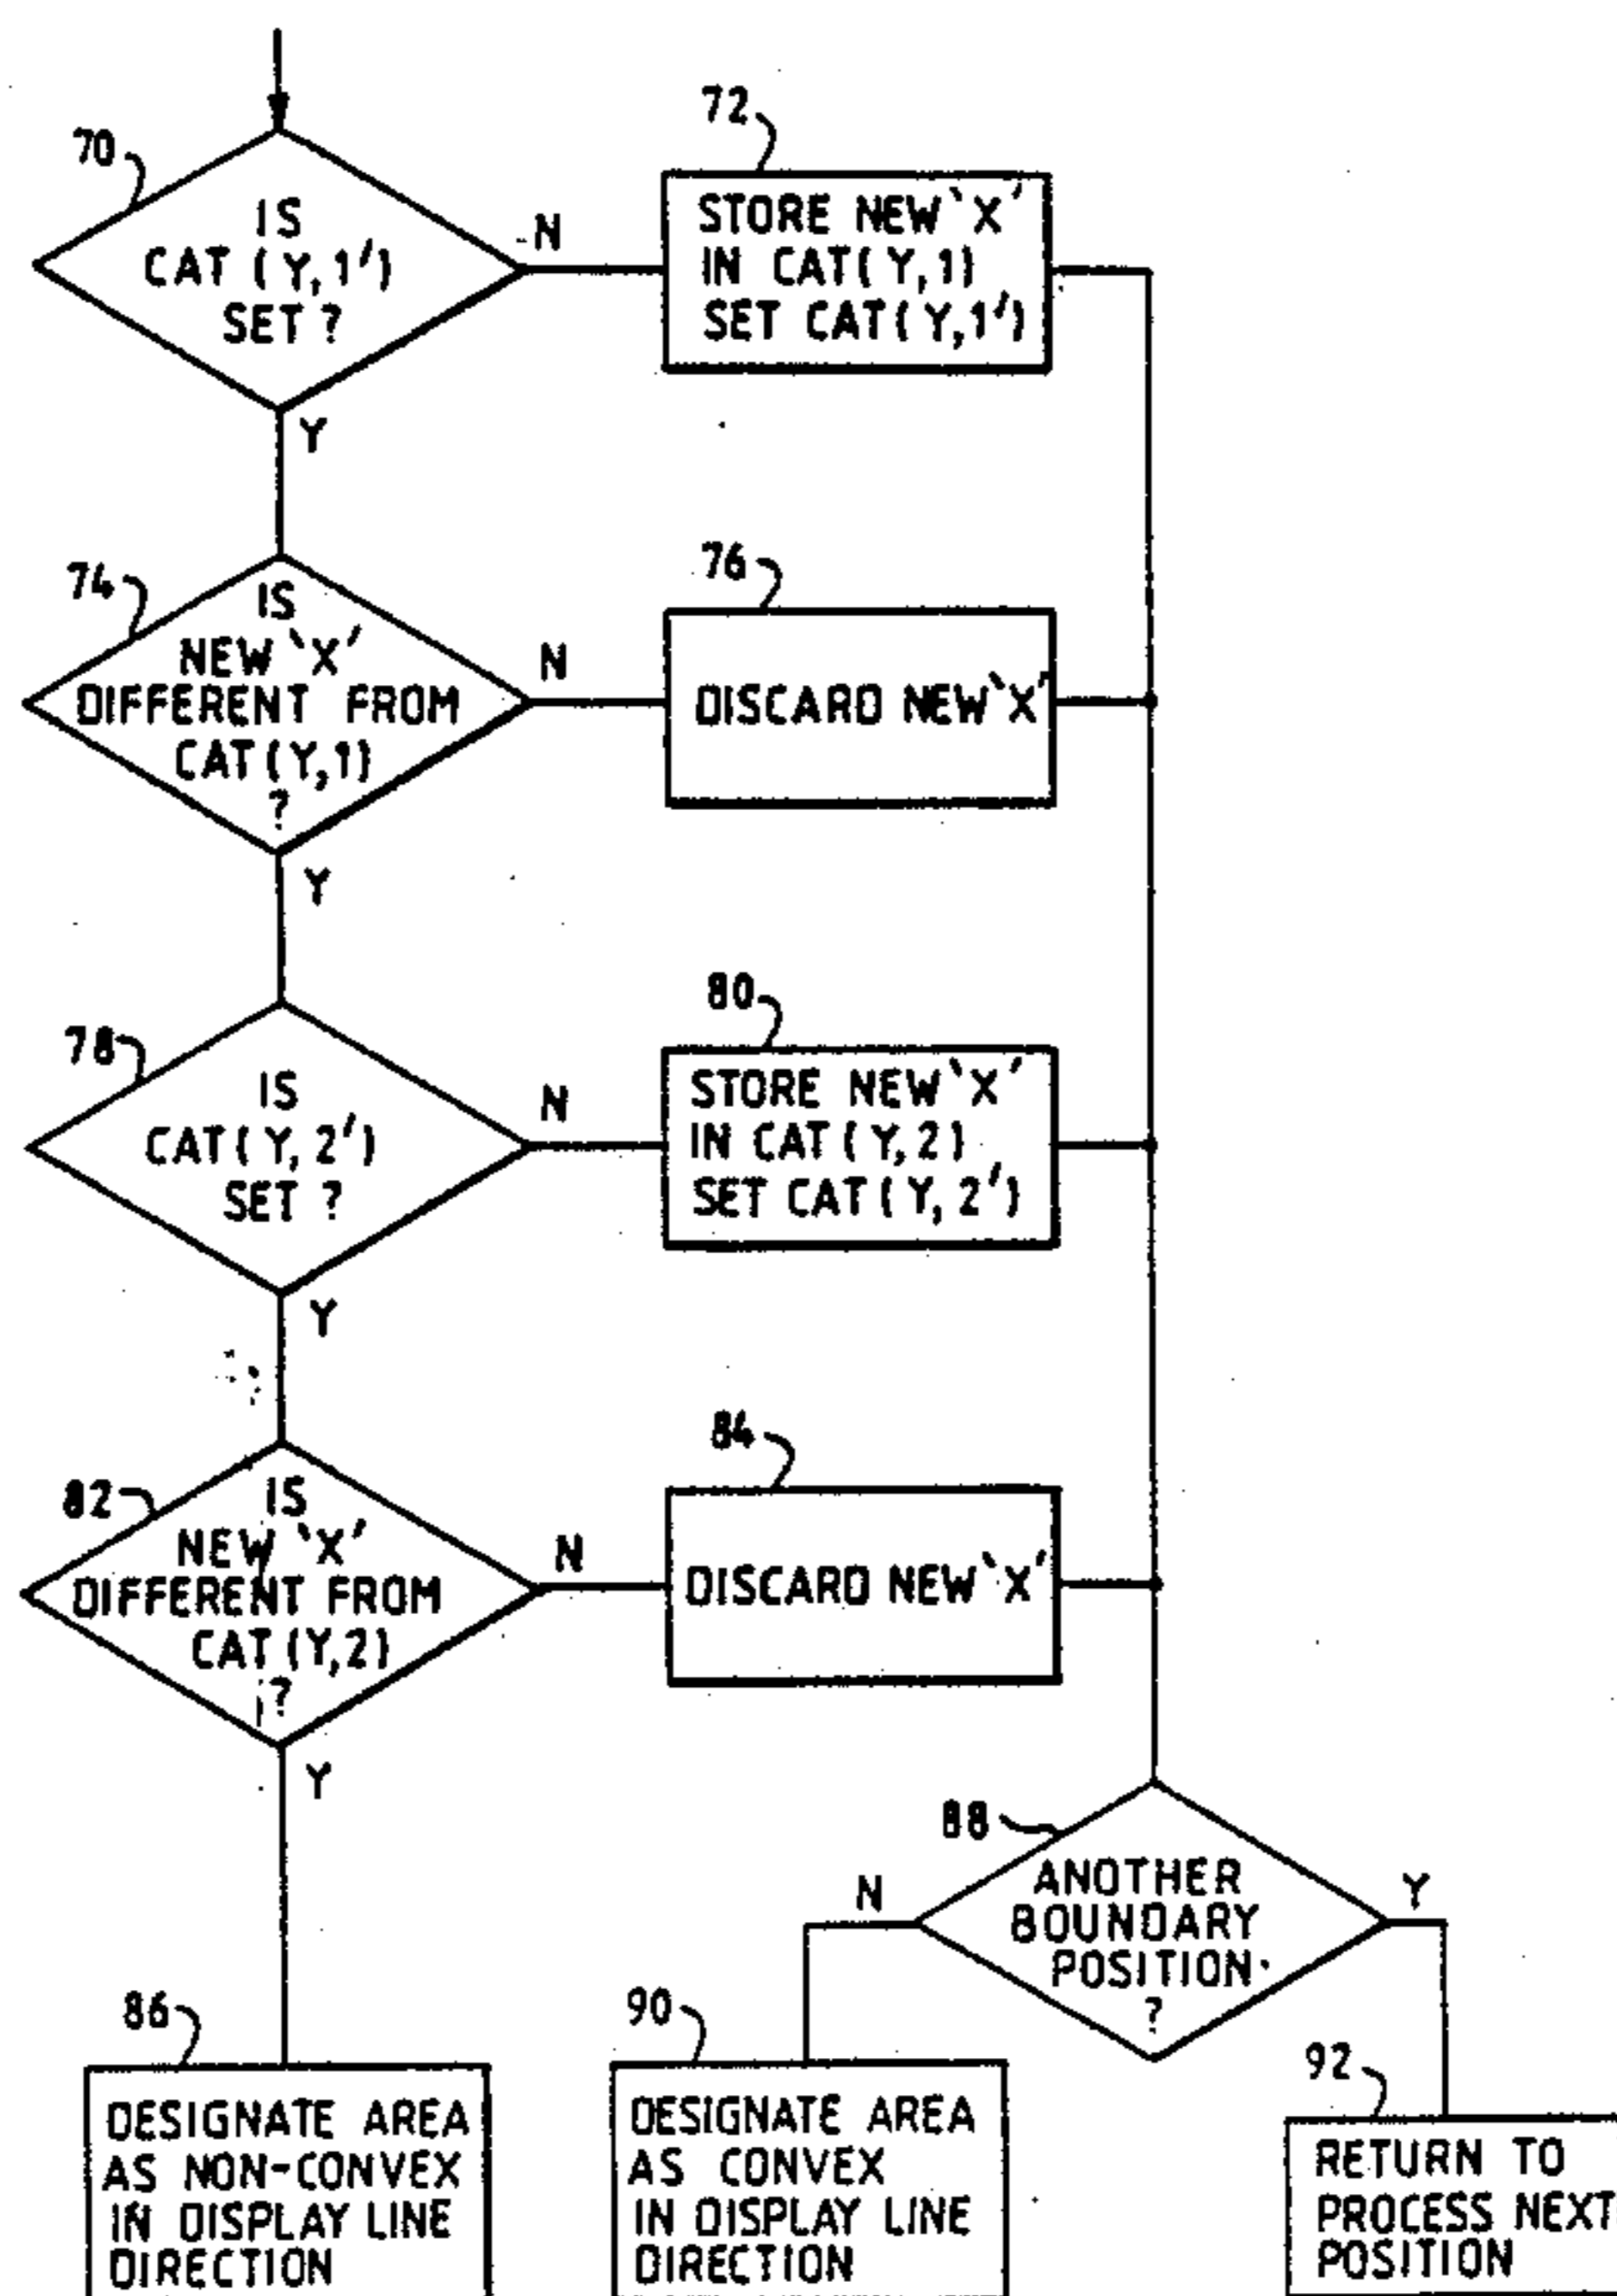 70
IS
CAT (Y,1')
SET ?
N
Y
72
STORE NEW 'X'
IN CAT(Y,1)
SET CAT(Y,1')
74
IS
NEW 'X'
DIFFERENT FROM
CAT(Y,1)
?
N
Y
76
DISCARD NEW 'X'
78
IS
CAT(Y,2')
SET ?
N
Y
80
STORE NEW 'X'
IN CAT(Y,2)
SET CAT(Y,2')
82
IS
NEW 'X'
DIFFERENT FROM
CAT(Y,2)
?
N
Y
84
DISCARD NEW 'X'
88
ANOTHER
BOUNDARY
POSITION
?
N
Y
86
DESIGNATE AREA
AS NON-CONVEX
IN DISPLAY LINE
DIRECTION
90
DESIGNATE AREA
AS CONVEX
IN DISPLAY LINE
DIRECTION
92
RETURN TO
PROCESS NEXT
POSITION